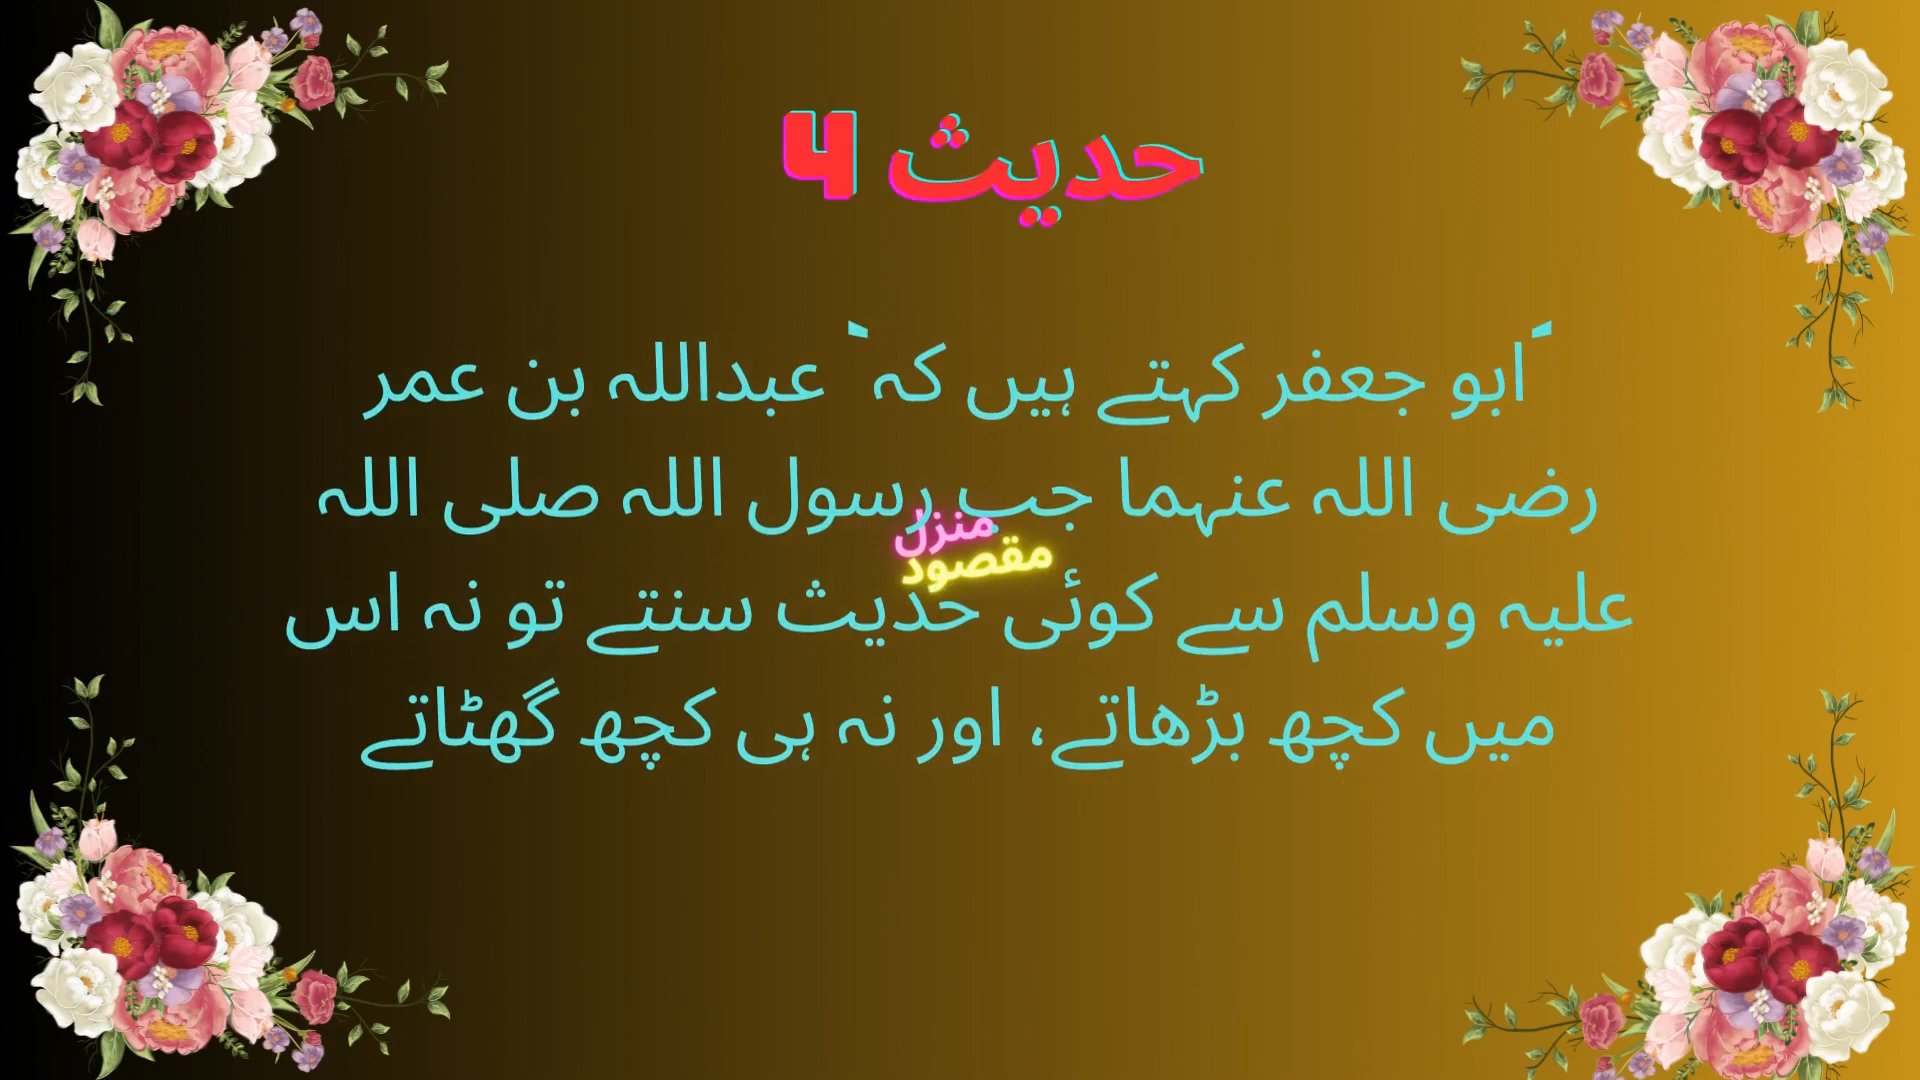 حدیث 4
´ابو جعفر کہتے ہیں کہ` عبداللہ بن عمر
رضی اللہ عنہما جب رسول اللہ صلی اللہ
منزل
مقصود
علیہ وسلم سے کوئی حدیث سنتے تو نہ اس
میں کچھ بڑھاتے، اور نہ ہی کچھ گھٹاتے